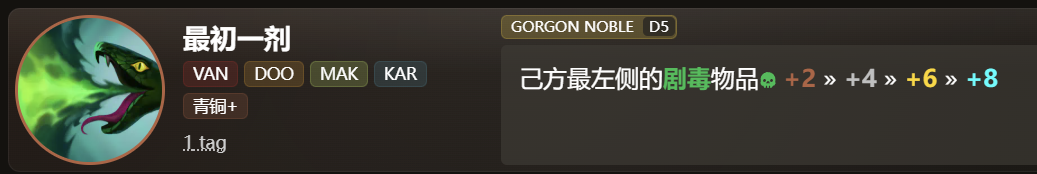 最初一剂
VAN DOO MAK KAR
青铜+
1 tag
GORGON NOBLE D5
己方最左侧的剧毒物品 +2 » +4 » +6 » +8